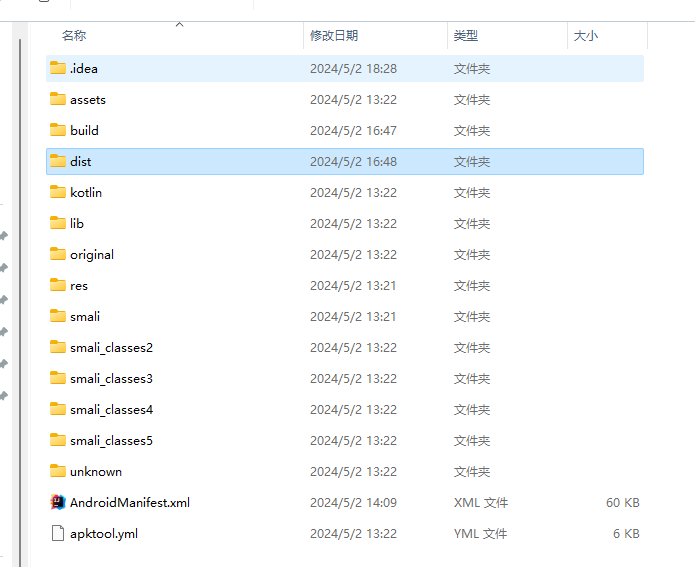 名称 修改日期 类型 大小
.idea 2024/5/2 18:28 文件夹
assets 2024/5/2 13:22 文件夹
build 2024/5/2 16:47 文件夹
dist 2024/5/2 16:48 文件夹
kotlin 2024/5/2 13:22 文件夹
lib 2024/5/2 13:22 文件夹
original 2024/5/2 13:22 文件夹
res 2024/5/2 13:21 文件夹
smali 2024/5/2 13:21 文件夹
smali_classes2 2024/5/2 13:22 文件夹
smali_classes3 2024/5/2 13:22 文件夹
smali_classes4 2024/5/2 13:22 文件夹
smali_classes5 2024/5/2 13:22 文件夹
unknown 2024/5/2 13:22 文件夹
AndroidManifest.xml 2024/5/2 14:09 XML 文件 60 KB
apktool.yml 2024/5/2 13:22 YML 文件 6 KB